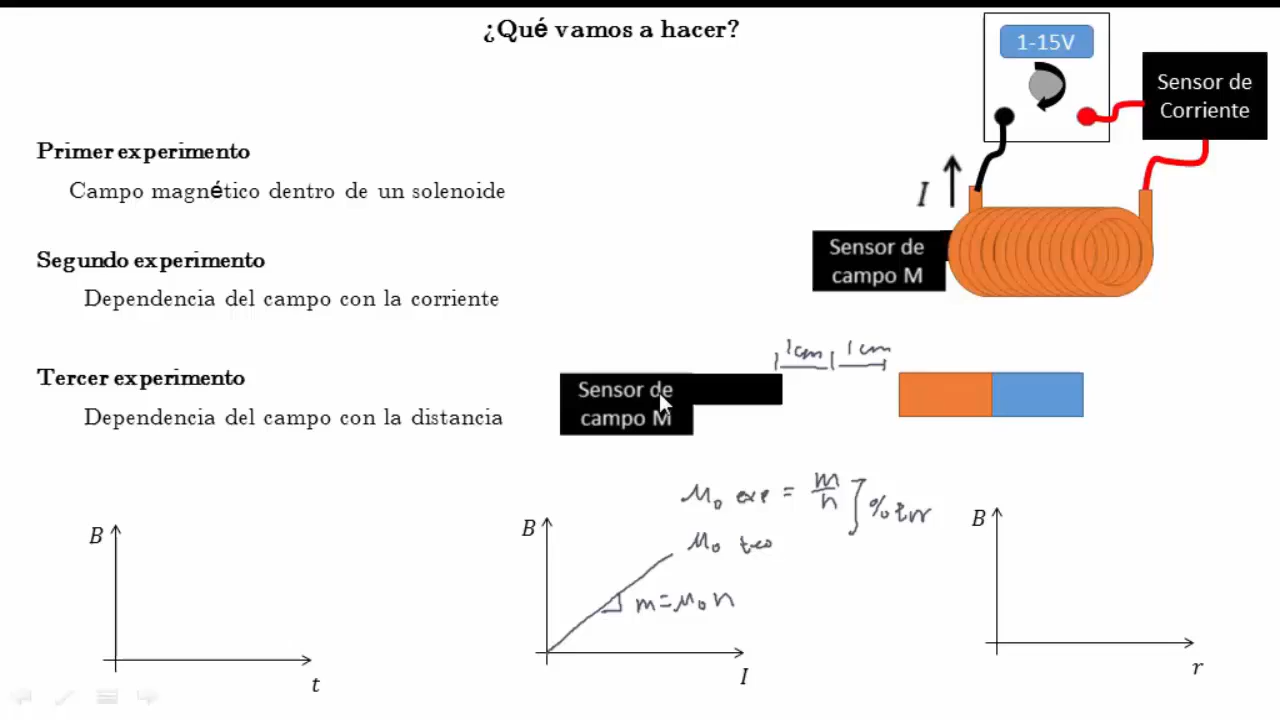 ¿Qué vamos a hacer?
1-15V
Sensor de
Corriente
Primer experimento
Campo magnético dentro de un solenoide
I
Sensor de
campo M
Segundo experimento
Dependencia del campo con la corriente
1cm 1cm
Tercer experimento
Dependencia del campo con la distancia
Sensor de
campo M
μ₀ exp = m/n ] % Err
μ₀ teo
m = μ₀ n
B
t
B
I
B
r